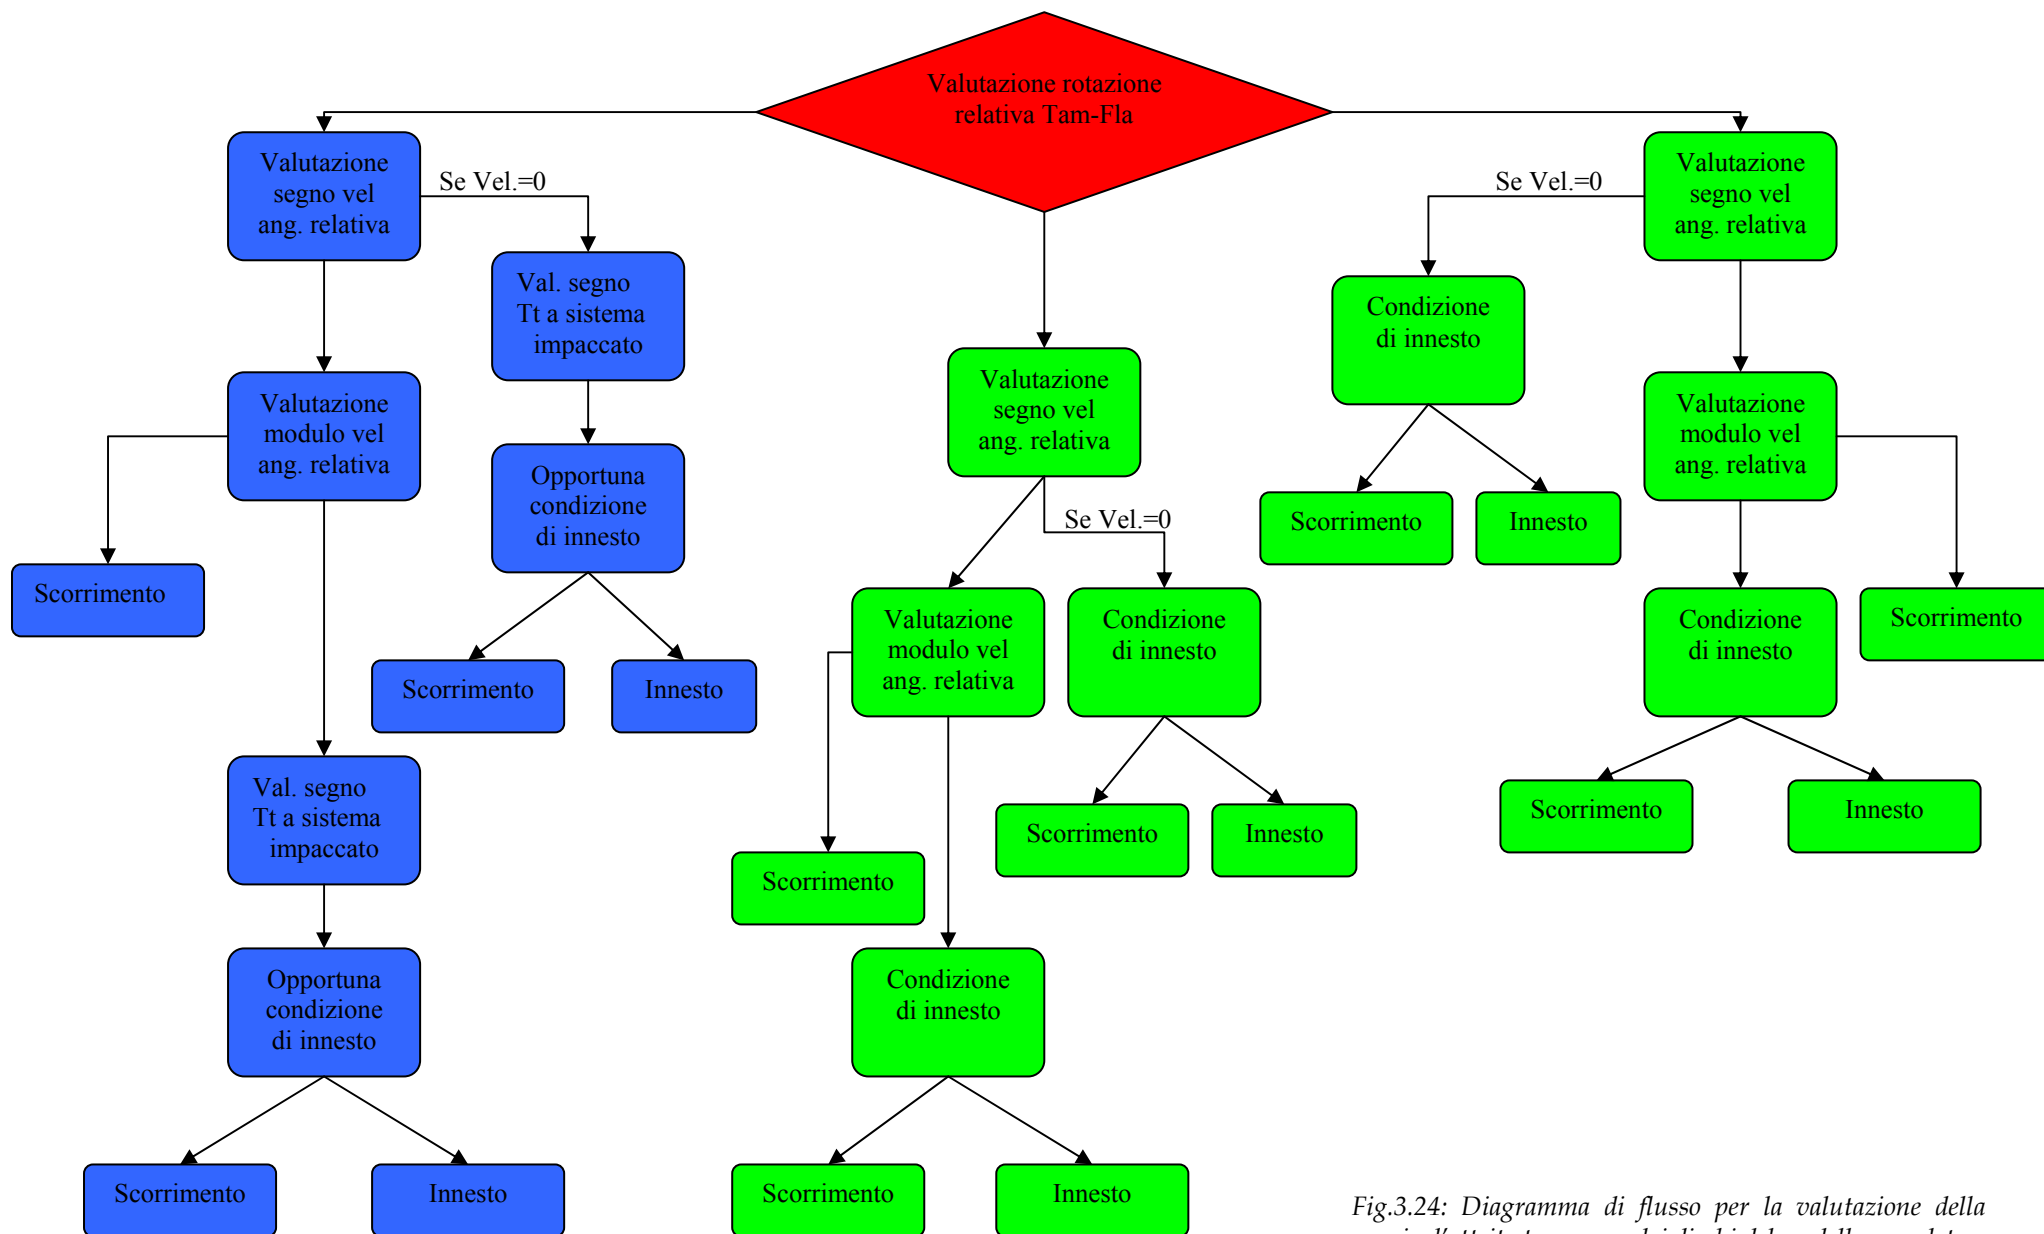 Valutazione rotazione
relativa Tam-Fla
Valutazione
segno vel
ang. relativa
Se Vel.=0
Val. segno
Tt a sistema
impaccato
Valutazione
modulo vel
ang. relativa
Opportuna
condizione
di innesto
Scorrimento
Scorrimento
Innesto
Val. segno
Tt a sistema
impaccato
Opportuna
condizione
di innesto
Scorrimento
Innesto
Valutazione
segno vel
ang. relativa
Se Vel.=0
Valutazione
modulo vel
ang. relativa
Condizione
di innesto
Scorrimento
Innesto
Scorrimento
Condizione
di innesto
Scorrimento
Innesto
Valutazione
segno vel
ang. relativa
Se Vel.=0
Condizione
di innesto
Scorrimento
Innesto
Valutazione
modulo vel
ang. relativa
Condizione
di innesto
Scorrimento
Scorrimento
Innesto
Fig.3.24: Diagramma di flusso per la valutazione della